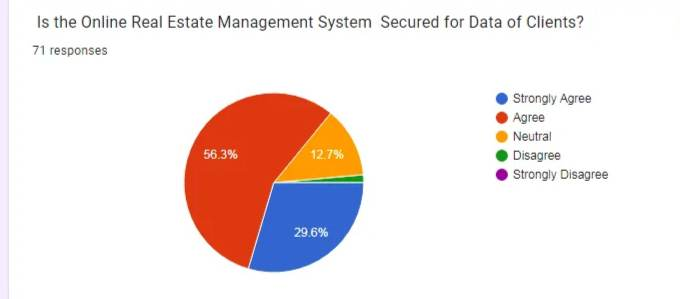 Is the Online Real Estate Management System  Secured for Data of Clients?
71 responses
56.3%
12.7%
29.6%
Strongly Agree
Agree
Neutral
Disagree
Strongly Disagree